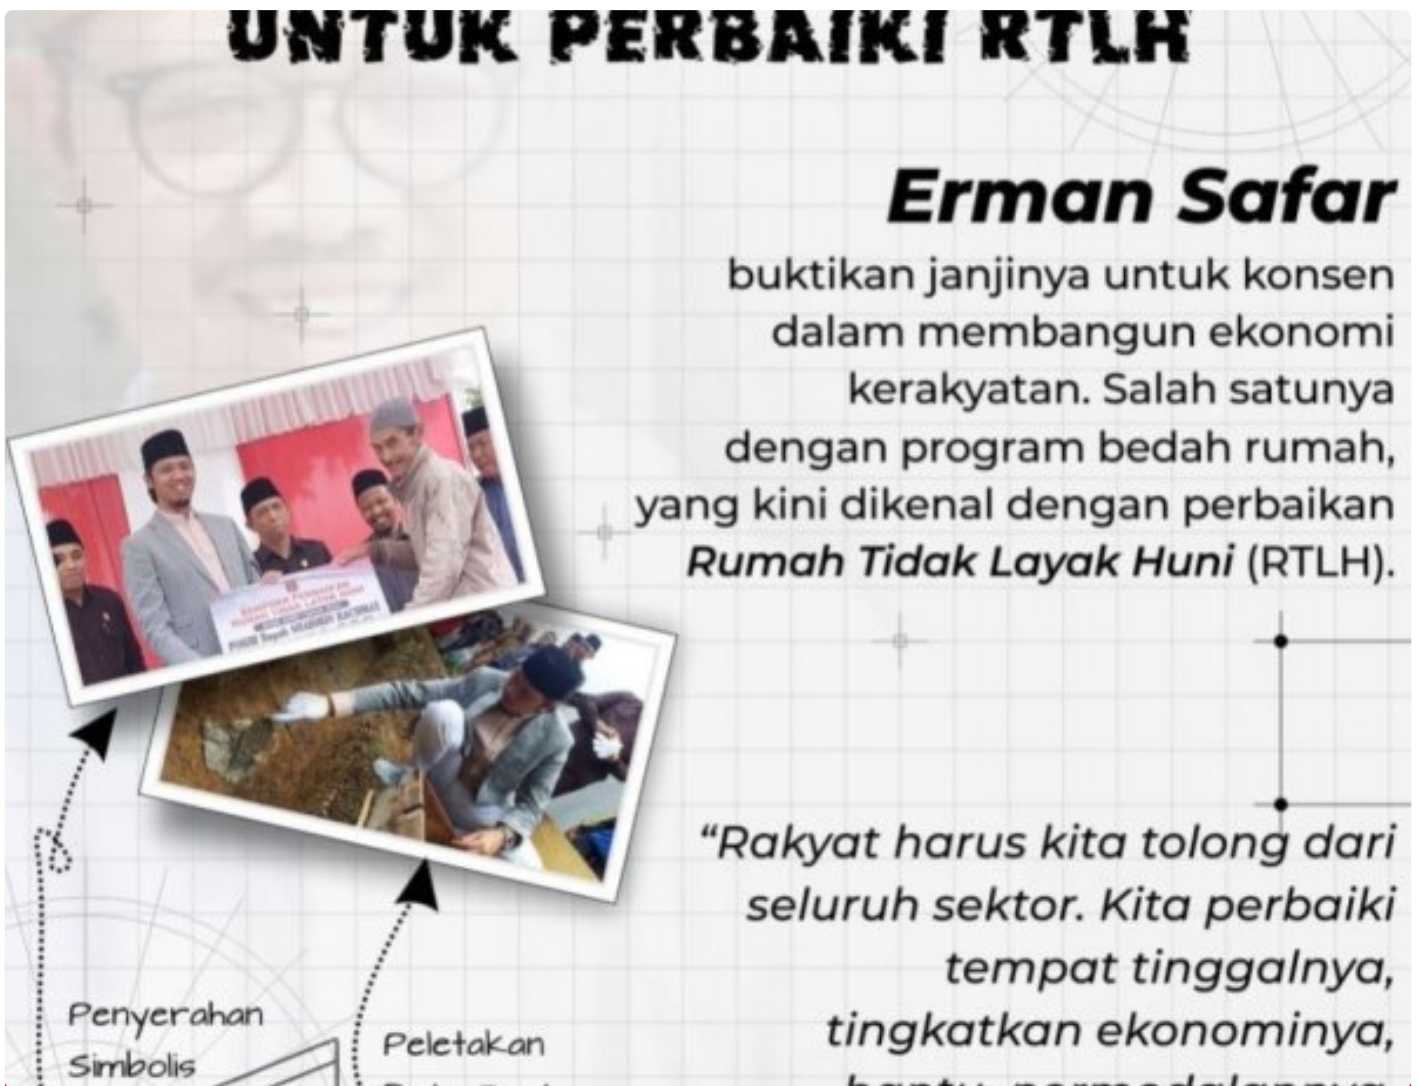 UNTUK PERBAIKI RTLH
Erman Safar
buktikan janjinya untuk konsen
dalam membangun ekonomi
kerakyatan. Salah satunya
dengan program bedah rumah,
yang kini dikenal dengan perbaikan
Rumah Tidak Layak Huni (RTLH).
“Rakyat harus kita tolong dari
seluruh sektor. Kita perbaiki
tempat tinggalnya,
tingkatkan ekonominya,
bantu permodalannya,
Penyerahan
Simbolis
Peletakan